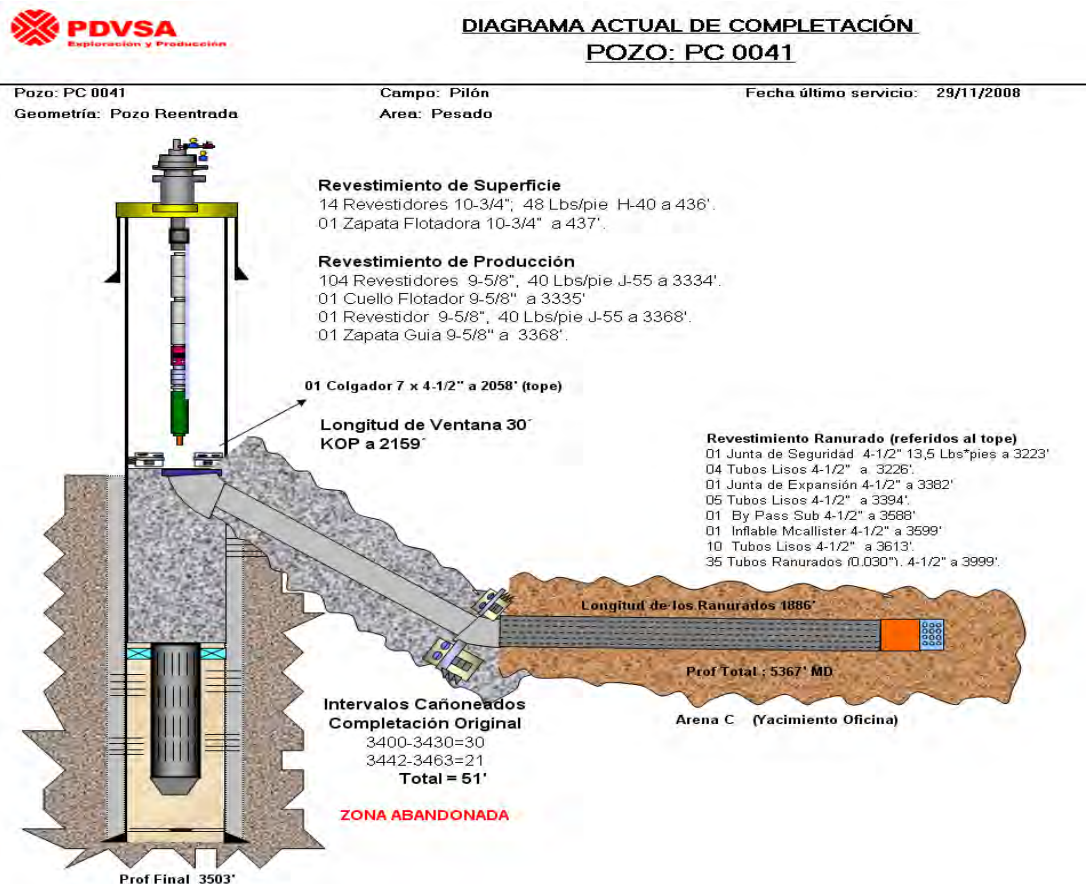 PDVSA
Exploración y Producción
DIAGRAMA ACTUAL DE COMPLETACIÓN
POZO: PC 0041
Pozo: PC 0041
Campo: Pilón
Fecha último servicio: 29/11/2008
Geometría: Pozo Reentrada
Area: Pesado
Revestimiento de Superficie
14 Revestidores 10-3/4"; 48 Lbs/pie H-40 a 436'.
01 Zapata Flotadora 10-3/4" a 437'.
Revestimiento de Producción
104 Revestidores 9-5/8", 40 Lbs/pie J-55 a 3334'.
01 Cuello Flotador 9-5/8" a 3335'
01 Revestidor 9-5/8", 40 Lbs/pie J-55 a 3368'.
01 Zapata Guia 9-5/8" a 3368'.
01 Colgador 7 x 4-1/2" a 2058' (tope)
Longitud de Ventana 30´
KOP a 2159´
Revestimiento Ranurado (referidos al tope)
01 Junta de Seguridad 4-1/2" 13,5 Lbs*pies a 3223'
04 Tubos Lisos 4-1/2" a 3226'.
01 Junta de Expansión 4-1/2" a 3382'
05 Tubos Lisos 4-1/2" a 3394'.
01 By Pass Sub 4-1/2" a 3588'
01 Inflable Mcallister 4-1/2" a 3599'
10 Tubos Lisos 4-1/2" a 3613'.
35 Tubos Ranurados (0.030"). 4-1/2" a 3999'.
Longitud de los Ranurados 1886'
Prof Total : 5367' MD
Arena C (Yacimiento Oficina)
Intervalos Cañoneados
Completación Original
3400-3430=30
3442-3463=21
Total = 51'
ZONA ABANDONADA
Prof Final 3503'